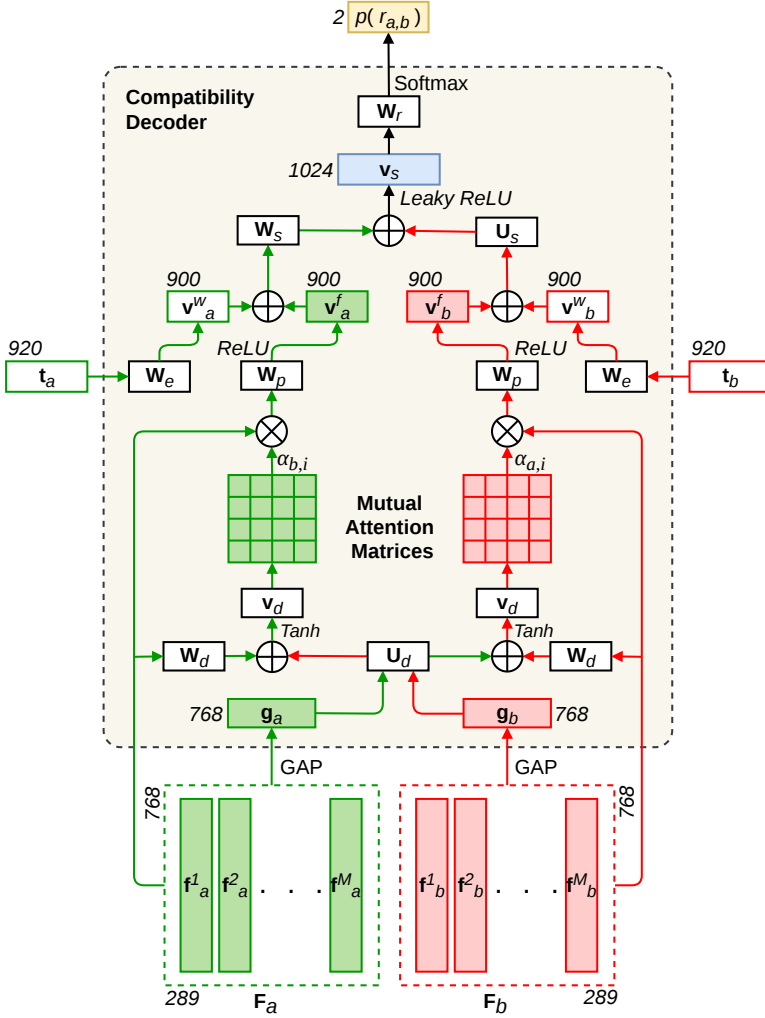 2 p( r_{a,b} )
Softmax
Compatibility
Decoder
W_r
1024 v_s
Leaky ReLU
W_s U_s
900 900 900 900
v^w_a v^f_a v^f_b v^w_b
920 ReLU ReLU 920
t_a W_e W_p W_p W_e t_b
α_{b,i} α_{a,i}
Mutual
Attention
Matrices
v_d v_d
Tanh Tanh
W_d U_d W_d
768 g_a g_b 768
GAP GAP
768 768
f^1_a f^2_a . . . f^M_a f^1_b f^2_b . . . f^M_b
289 F_a F_b 289